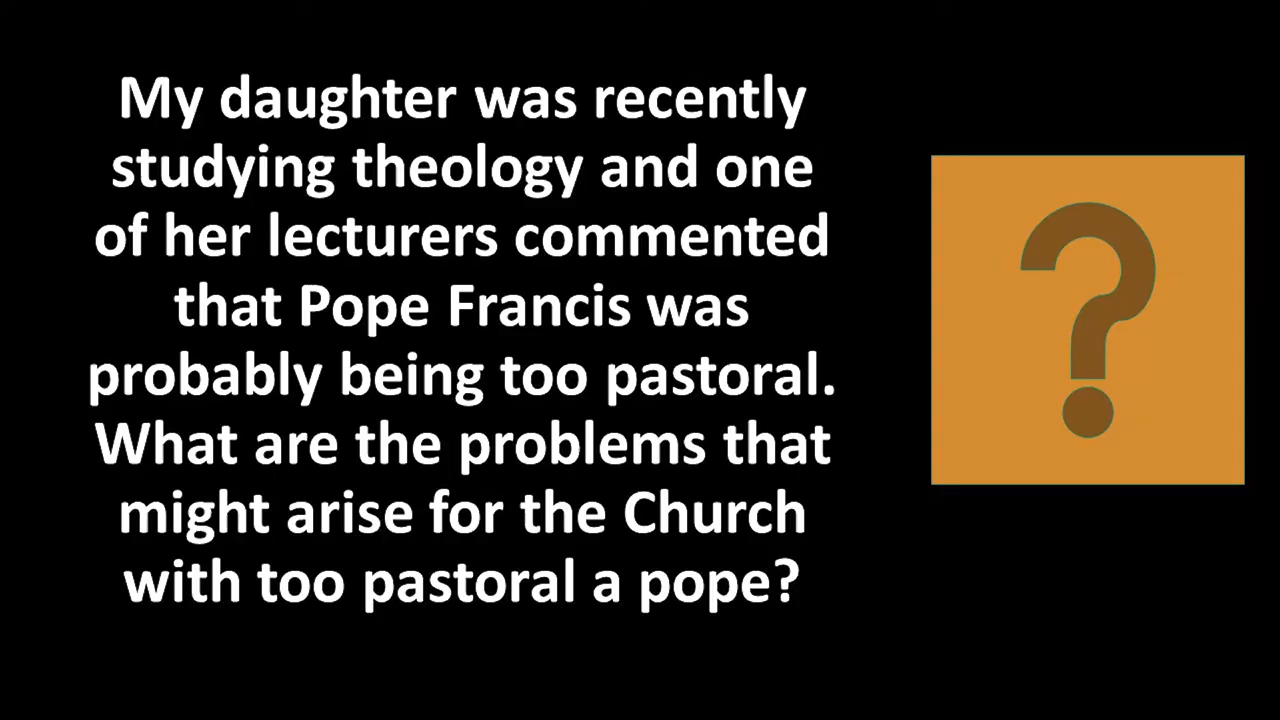 My daughter was recently
studying theology and one
of her lecturers commented
that Pope Francis was
probably being too pastoral.
What are the problems that
might arise for the Church
with too pastoral a pope?
?